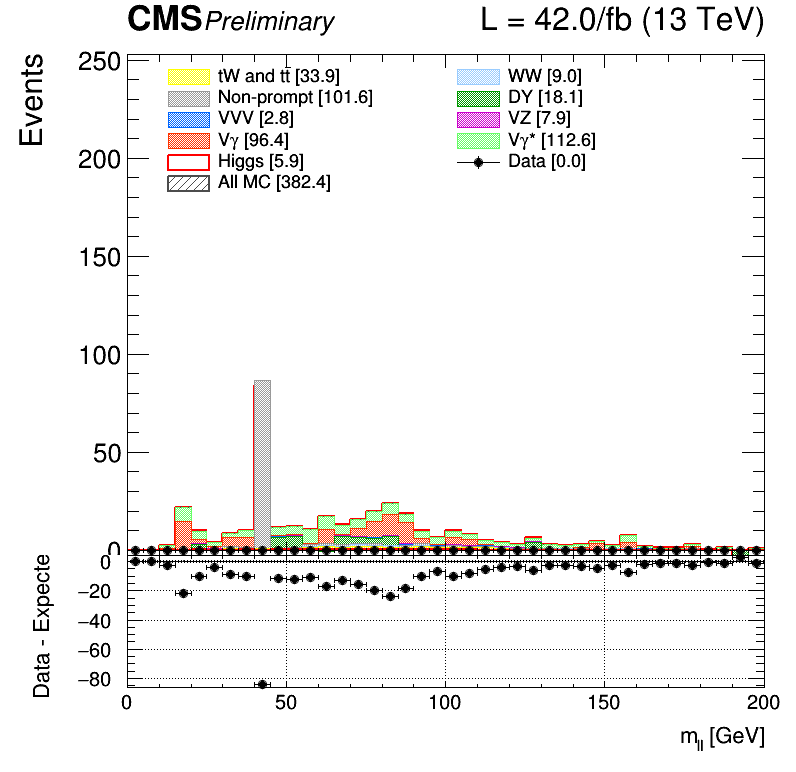 CMS Preliminary L = 42.0/fb (13 TeV)
Events
250
200
150
100
50
0
tW and tt̄ [33.9]
Non-prompt [101.6]
VVV [2.8]
Vγ [96.4]
Higgs [5.9]
All MC [382.4]
WW [9.0]
DY [18.1]
VZ [7.9]
Vγ* [112.6]
Data [0.0]
Data - Expecte
0
−20
−40
−60
−80
0 50 100 150 200
m_ll [GeV]